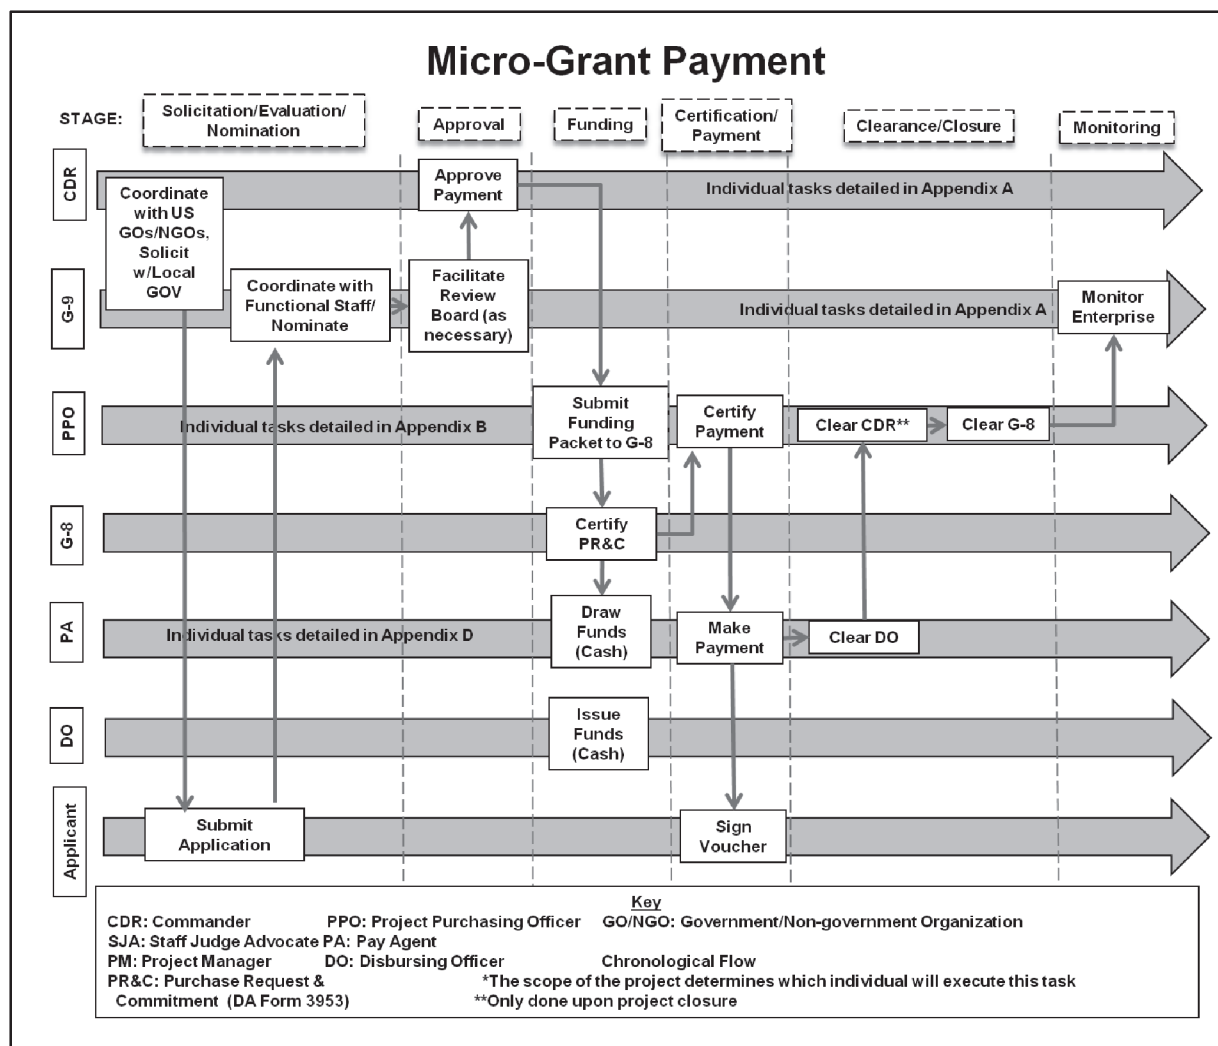 Micro-Grant Payment
STAGE:
Solicitation/Evaluation/
Nomination
Approval
Funding
Certification/
Payment
Clearance/Closure
Monitoring
CDR
Coordinate
with US
GOs/NGOs,
Solicit
w/Local
GOV
Approve
Payment
Individual tasks detailed in Appendix A
G-9
Coordinate with
Functional Staff/
Nominate
Facilitate
Review
Board (as
necessary)
Individual tasks detailed in Appendix A
Monitor
Enterprise
PPO
Individual tasks detailed in Appendix B
Submit
Funding
Packet to G-8
Certify
Payment
Clear CDR**
Clear G-8
G-8
Certify
PR&C
PA
Individual tasks detailed in Appendix D
Draw
Funds
(Cash)
Make
Payment
Clear DO
DO
Issue
Funds
(Cash)
Applicant
Submit
Application
Sign
Voucher
Key
CDR: Commander PPO: Project Purchasing Officer GO/NGO: Government/Non-government Organization
SJA: Staff Judge Advocate PA: Pay Agent
PM: Project Manager DO: Disbursing Officer Chronological Flow
PR&C: Purchase Request & *The scope of the project determines which individual will execute this task
Commitment (DA Form 3953) **Only done upon project closure